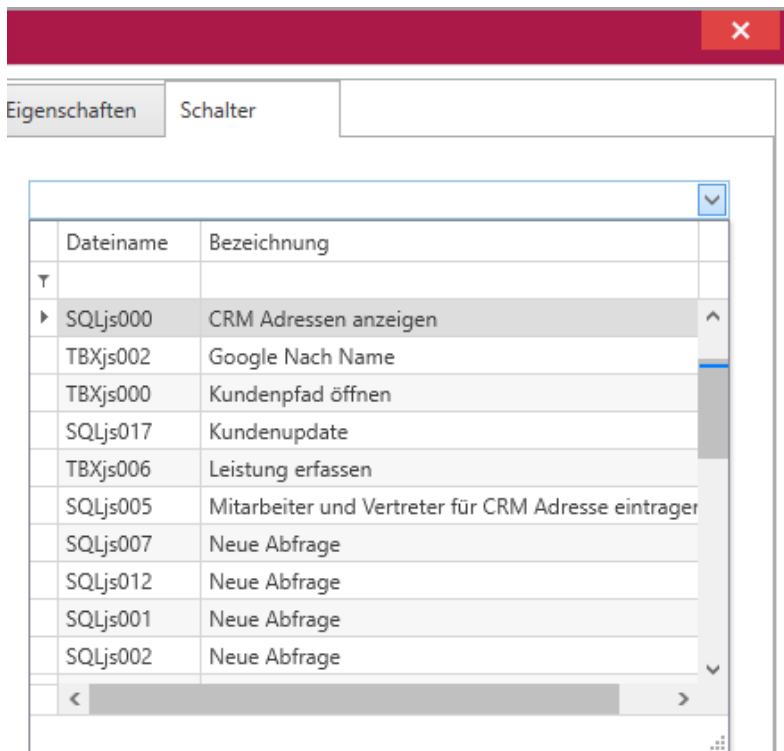 Eigenschaften Schalter
Dateiname Bezeichnung
SQLjs000 CRM Adressen anzeigen
TBXjs002 Google Nach Name
TBXjs000 Kundenpfad öffnen
SQLjs017 Kundenupdate
TBXjs006 Leistung erfassen
SQLjs005 Mitarbeiter und Vertreter für CRM Adresse eintragen
SQLjs007 Neue Abfrage
SQLjs012 Neue Abfrage
SQLjs001 Neue Abfrage
SQLjs002 Neue Abfrage